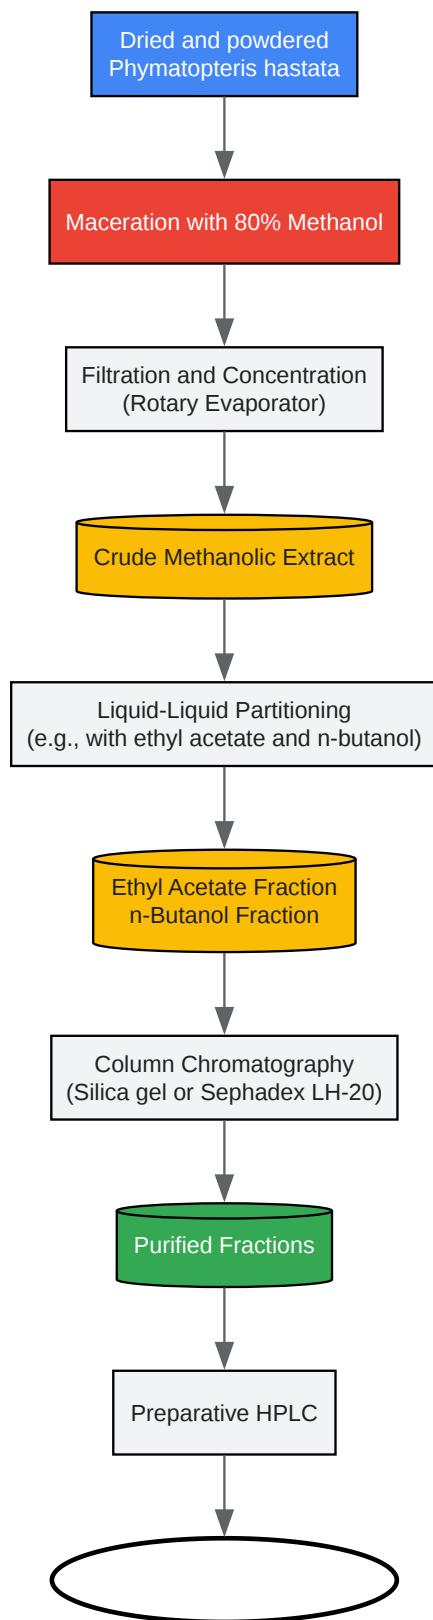 Dried and powdered
Phymatopteris hastata
Maceration with 80% Methanol
Filtration and Concentration
(Rotary Evaporator)
Crude Methanolic Extract
Liquid-Liquid Partitioning
(e.g., with ethyl acetate and n-butanol)
Ethyl Acetate Fraction
n-Butanol Fraction
Column Chromatography
(Silica gel or Sephadex LH-20)
Purified Fractions
Preparative HPLC